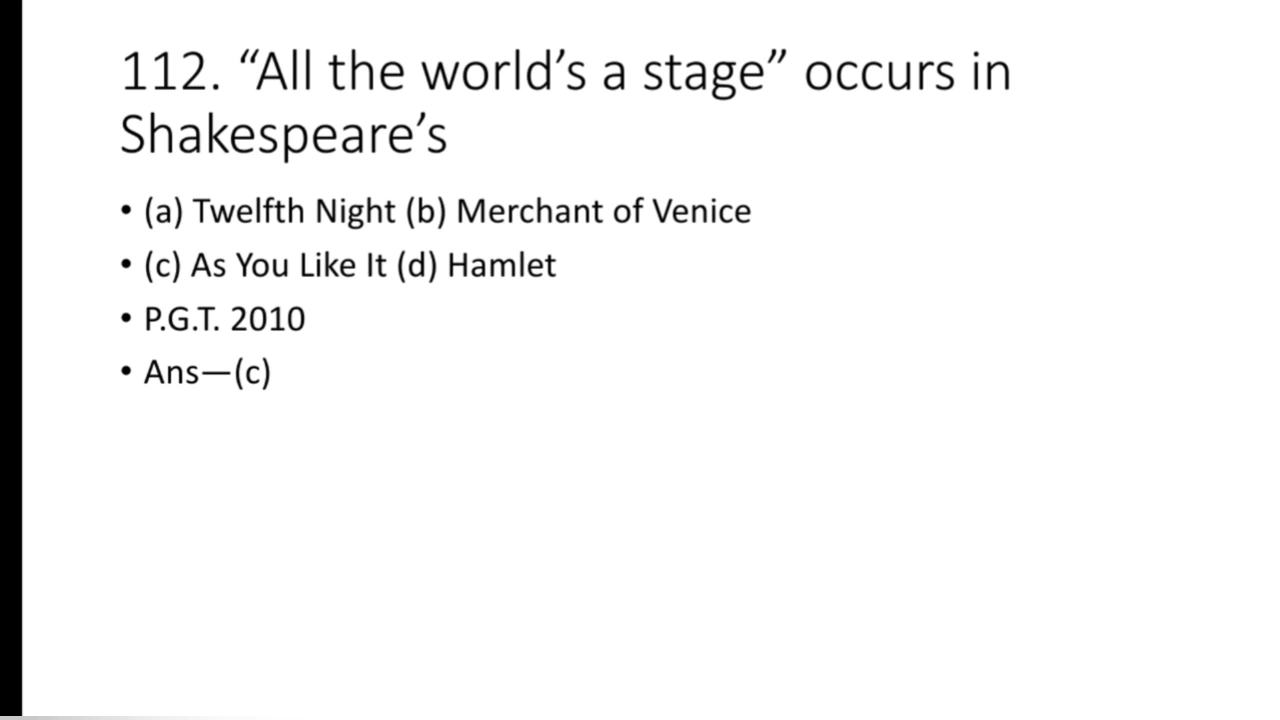 112. “All the world’s a stage” occurs in
Shakespeare’s
• (a) Twelfth Night (b) Merchant of Venice
• (c) As You Like It (d) Hamlet
• P.G.T. 2010
• Ans—(c)